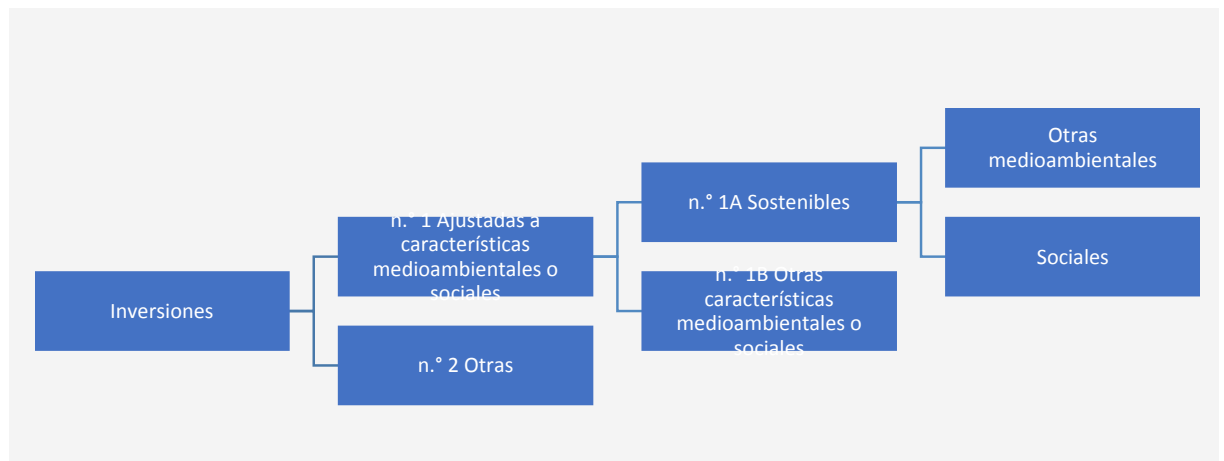 Inversiones
n.° 1 Ajustadas a
características
medioambientales o
sociales
n.° 2 Otras
n.° 1A Sostenibles
n.° 1B Otras
características
medioambientales o
sociales
Otras
medioambientales
Sociales